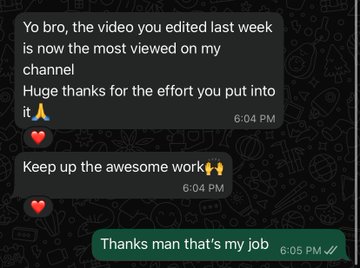 Yo bro, the video you edited last week
is now the most viewed on my
channel
Huge thanks for the effort you put into
it🙏
6:04 PM
❤️
Keep up the awesome work🙌
6:04 PM
❤️
Thanks man that's my job 6:05 PM